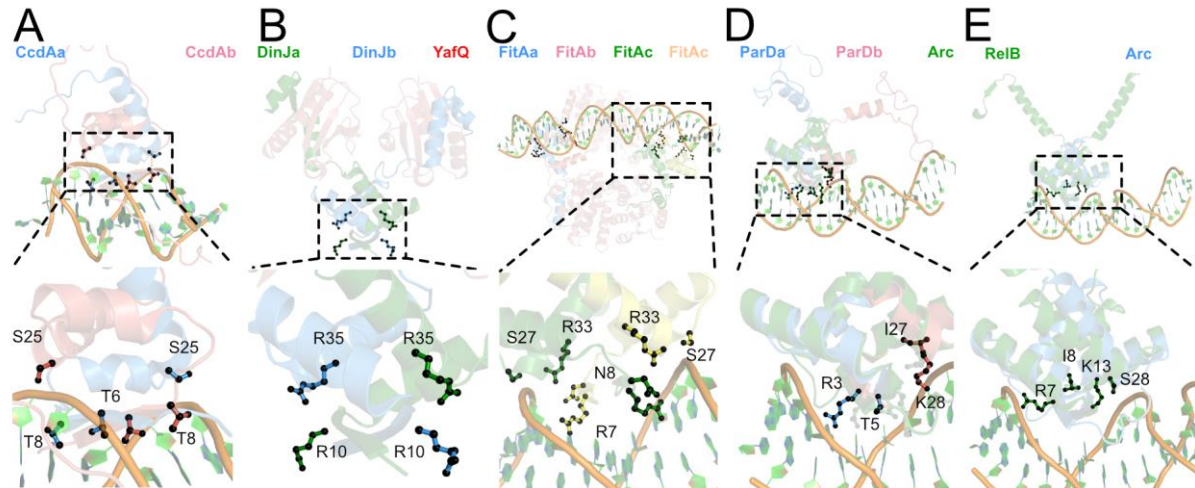 A B C D E
CcdAa CcdAb DinJa DinJb YafQ FitAa FitAb FitAc FitAc ParDa ParDb Arc RelB Arc
S25 S25 T6 T8 T8
R35 R35 R10 R10
S27 R33 R33 S27 N8 R7
I27 R3 T5 K28
I8 K13 S28 R7